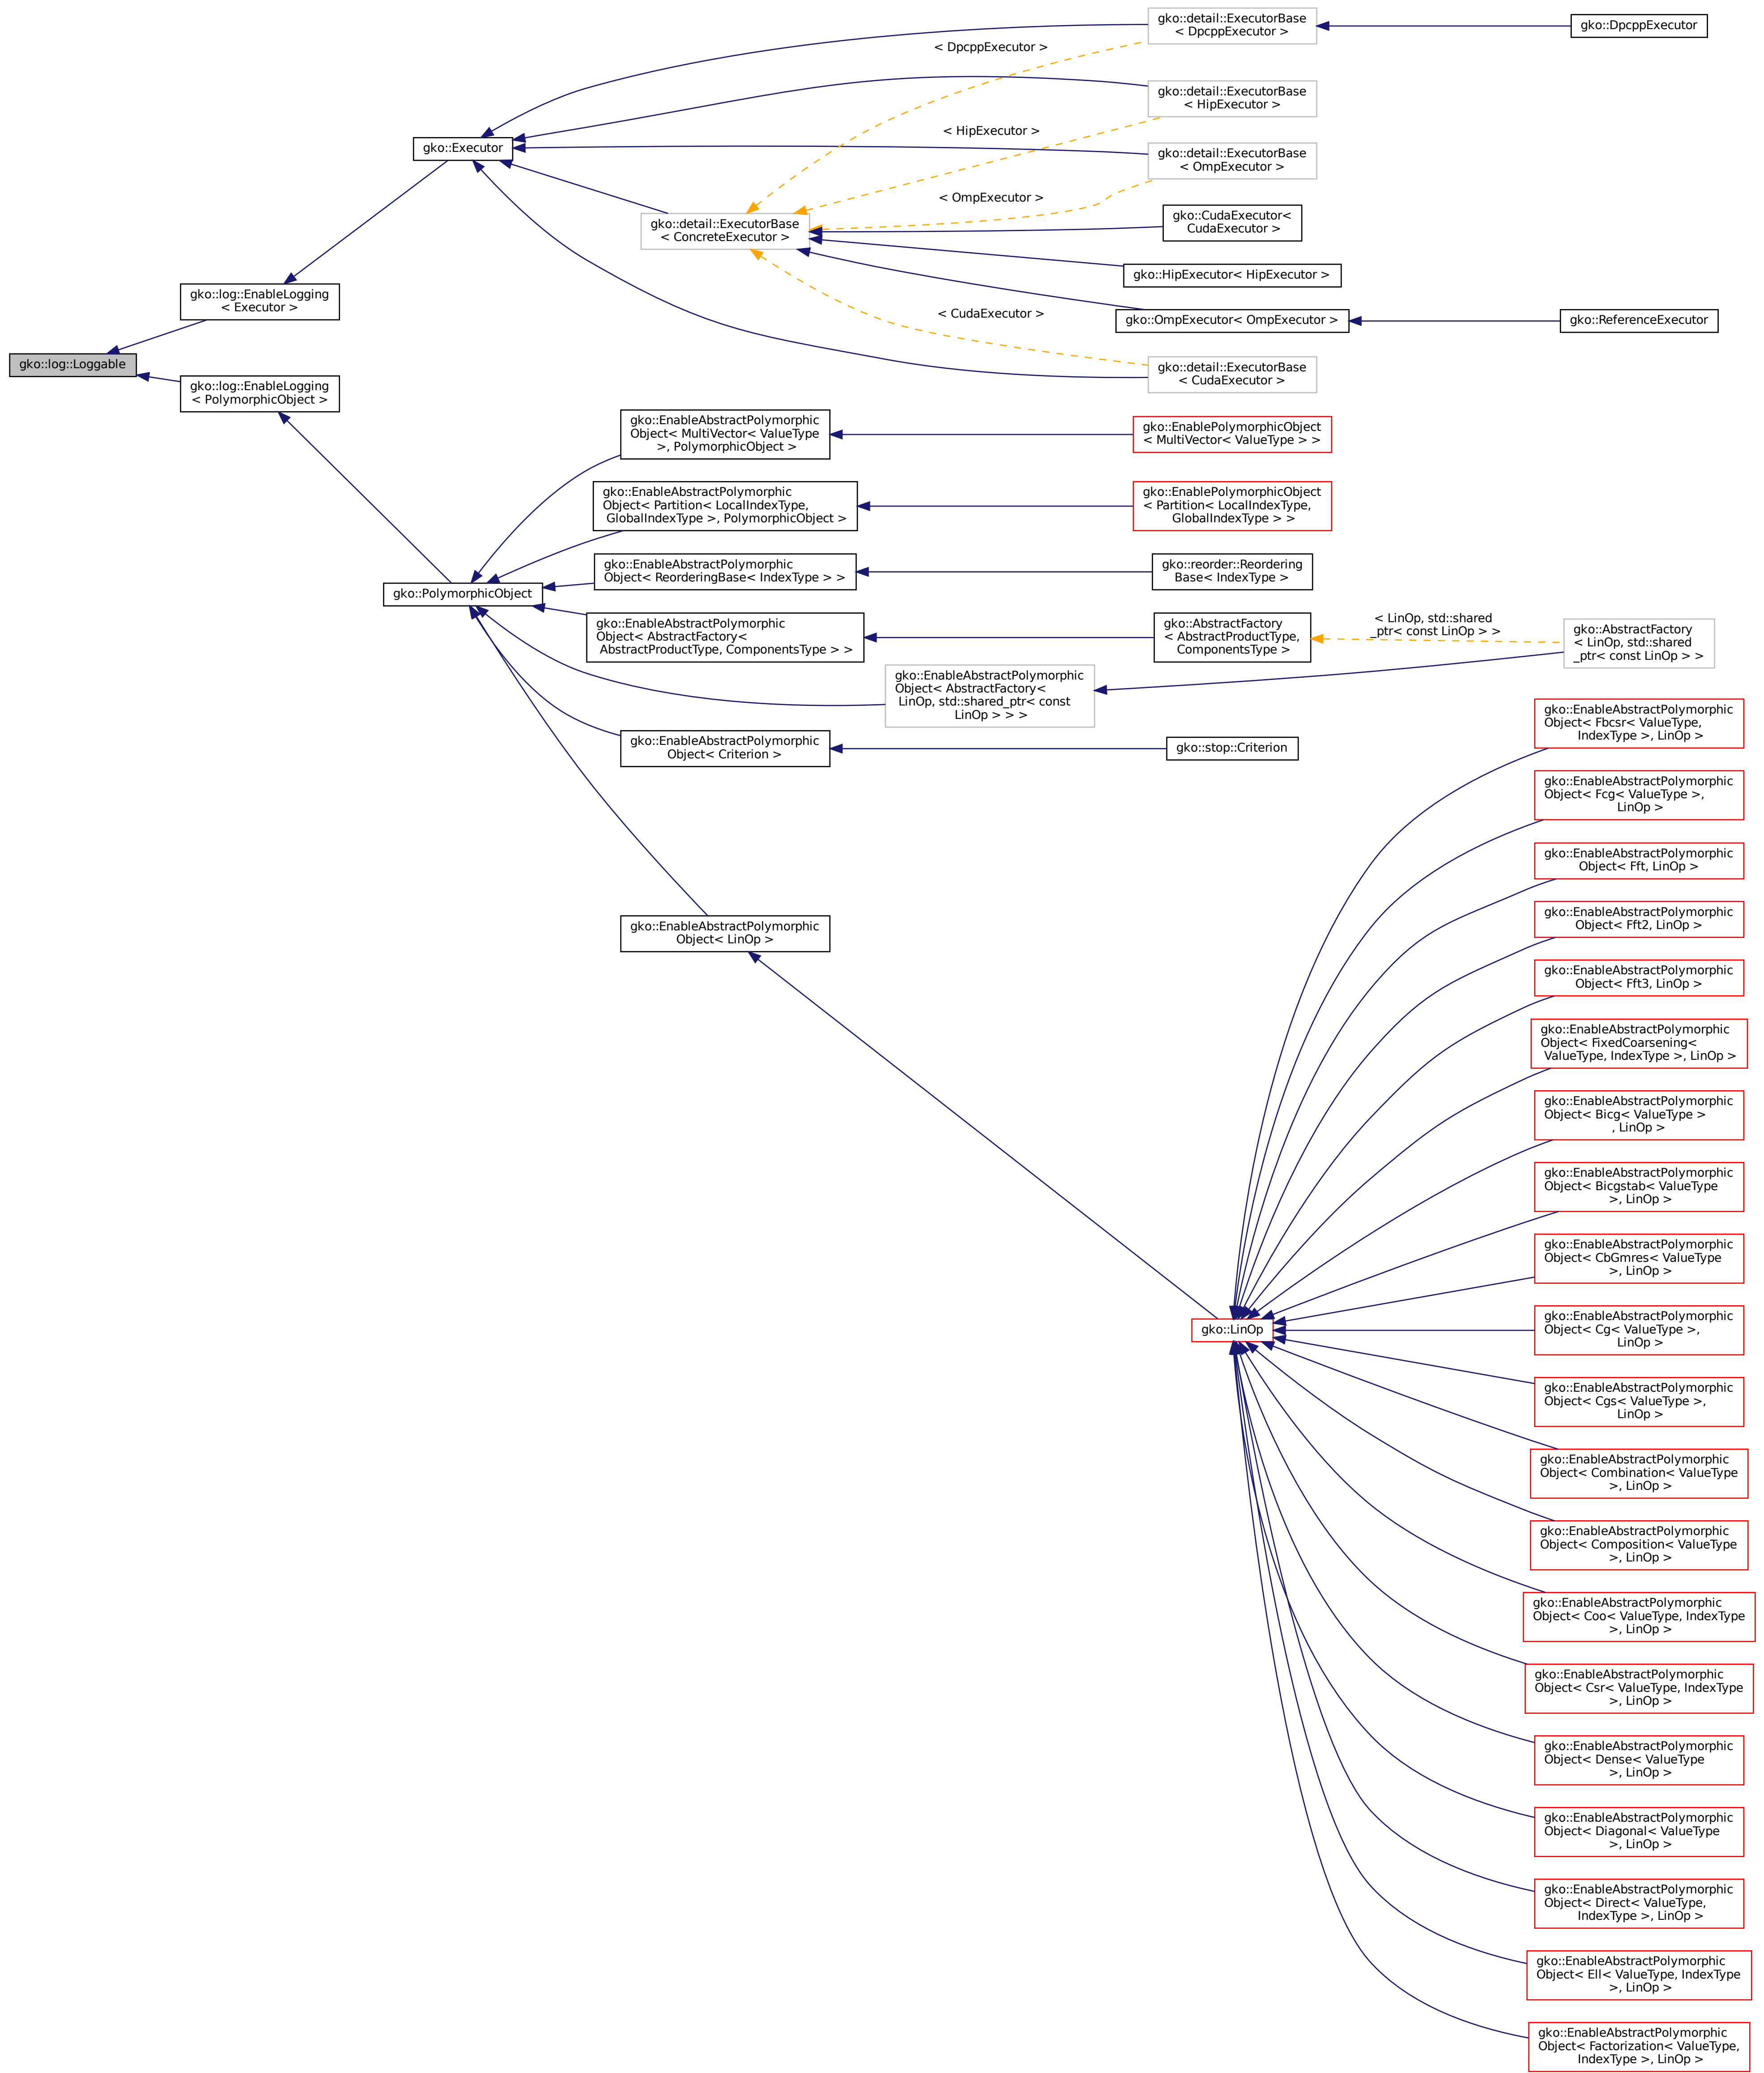 gko::detail::ExecutorBase
< DpcppExecutor >
gko::DpcppExecutor
< DpcppExecutor >
gko::detail::ExecutorBase
< HipExecutor >
< HipExecutor >
gko::Executor
gko::detail::ExecutorBase
< OmpExecutor >
< OmpExecutor >
gko::detail::ExecutorBase
< ConcreteExecutor >
gko::CudaExecutor<
CudaExecutor >
gko::HipExecutor< HipExecutor >
gko::log::EnableLogging
< Executor >
< CudaExecutor >
gko::OmpExecutor< OmpExecutor >
gko::ReferenceExecutor
gko::log::Loggable
gko::detail::ExecutorBase
< CudaExecutor >
gko::log::EnableLogging
< PolymorphicObject >
gko::EnableAbstractPolymorphic
Object< MultiVector< ValueType
>, PolymorphicObject >
gko::EnablePolymorphicObject
< MultiVector< ValueType > >
gko::EnableAbstractPolymorphic
Object< Partition< LocalIndexType,
GlobalIndexType >, PolymorphicObject >
gko::EnablePolymorphicObject
< Partition< LocalIndexType,
GlobalIndexType > >
gko::EnableAbstractPolymorphic
Object< ReorderingBase< IndexType > >
gko::reorder::Reordering
Base< IndexType >
gko::PolymorphicObject
gko::EnableAbstractPolymorphic
Object< AbstractFactory<
AbstractProductType, ComponentsType > >
gko::AbstractFactory
< AbstractProductType,
ComponentsType >
< LinOp, std::shared
_ptr< const LinOp > >
gko::AbstractFactory
< LinOp, std::shared
_ptr< const LinOp > >
gko::EnableAbstractPolymorphic
Object< AbstractFactory<
LinOp, std::shared_ptr< const
LinOp > > >
gko::EnableAbstractPolymorphic
Object< Criterion >
gko::stop::Criterion
gko::EnableAbstractPolymorphic
Object< LinOp >
gko::LinOp
gko::EnableAbstractPolymorphic
Object< Fbcsr< ValueType,
IndexType >, LinOp >
gko::EnableAbstractPolymorphic
Object< Fcg< ValueType >,
LinOp >
gko::EnableAbstractPolymorphic
Object< Fft, LinOp >
gko::EnableAbstractPolymorphic
Object< Fft2, LinOp >
gko::EnableAbstractPolymorphic
Object< Fft3, LinOp >
gko::EnableAbstractPolymorphic
Object< FixedCoarsening<
ValueType, IndexType >, LinOp >
gko::EnableAbstractPolymorphic
Object< Bicg< ValueType >
, LinOp >
gko::EnableAbstractPolymorphic
Object< Bicgstab< ValueType
>, LinOp >
gko::EnableAbstractPolymorphic
Object< CbGmres< ValueType
>, LinOp >
gko::EnableAbstractPolymorphic
Object< Cg< ValueType >,
LinOp >
gko::EnableAbstractPolymorphic
Object< Cgs< ValueType >,
LinOp >
gko::EnableAbstractPolymorphic
Object< Combination< ValueType
>, LinOp >
gko::EnableAbstractPolymorphic
Object< Composition< ValueType
>, LinOp >
gko::EnableAbstractPolymorphic
Object< Coo< ValueType, IndexType
>, LinOp >
gko::EnableAbstractPolymorphic
Object< Csr< ValueType, IndexType
>, LinOp >
gko::EnableAbstractPolymorphic
Object< Dense< ValueType
>, LinOp >
gko::EnableAbstractPolymorphic
Object< Diagonal< ValueType
>, LinOp >
gko::EnableAbstractPolymorphic
Object< Direct< ValueType,
IndexType >, LinOp >
gko::EnableAbstractPolymorphic
Object< Ell< ValueType, IndexType
>, LinOp >
gko::EnableAbstractPolymorphic
Object< Factorization< ValueType,
IndexType >, LinOp >